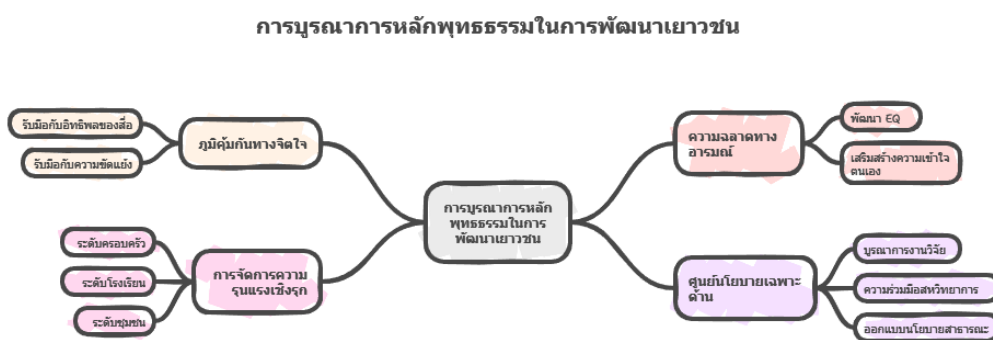 การบูรณาการหลักพุทธธรรมในการพัฒนาเยาวชน
รับมือกับอิทธิพลของสื่อ
รับมือกับความขัดแย้ง
ภูมิคุ้มกันทางจิตใจ
ระดับครอบครัว
ระดับโรงเรียน
ระดับชุมชน
การจัดการความ
รุนแรงเชิงรุก
การบูรณาการหลัก
พุทธธรรมในการ
พัฒนาเยาวชน
ความฉลาดทาง
อารมณ์
พัฒนา EQ
เสริมสร้างความเข้าใจ
ตนเอง
ศูนย์นโยบายเฉพาะ
ด้าน
บูรณาการงานวิจัย
ความร่วมมือสหวิทยาการ
ออกแบบนโยบายสาธารณะ